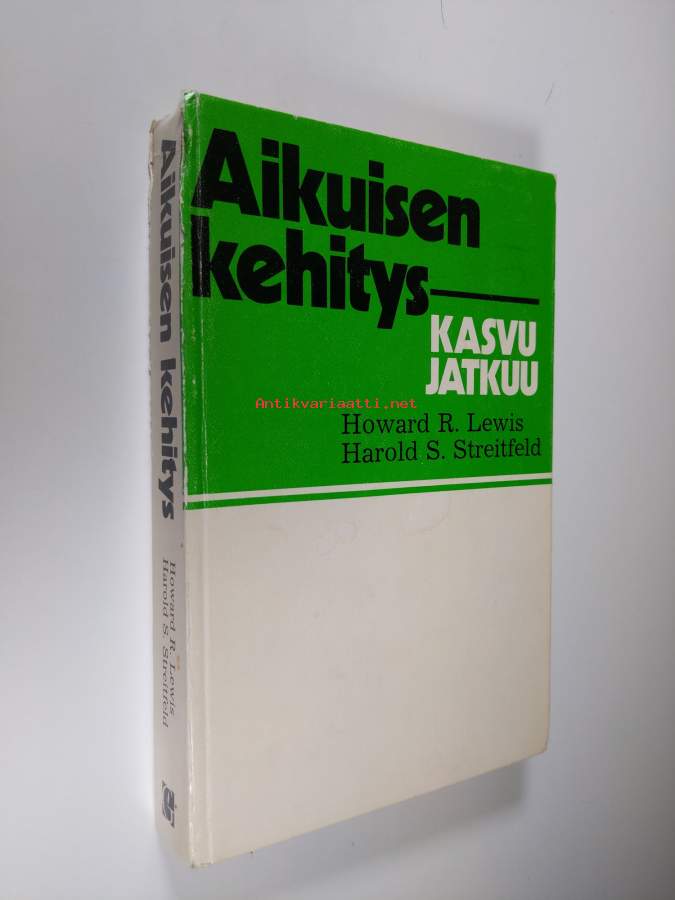 Aikuisen
kehitys—
KASVU
JATKUU
Antikvariaatti.net
Howard R. Lewis
Harold S. Streitfeld
Aikuisen kehitys
Howard R. Lewis
Harold S. Streitfeld